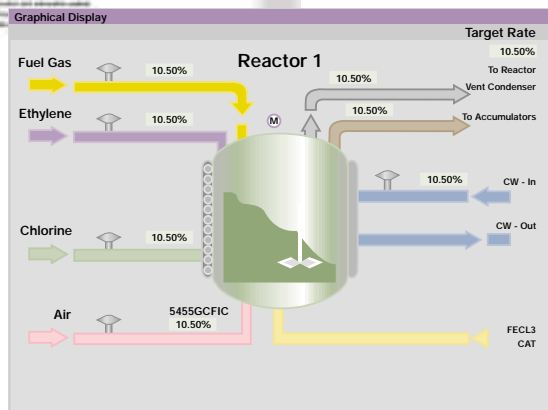 Graphical Display
Target Rate
10.50%
Fuel Gas
10.50%
Reactor 1
10.50%
To Reactor
Vent Condenser
Ethylene
10.50%
M
10.50%
To Accumulators
10.50%
CW - In
CW - Out
Chlorine
10.50%
Air
5455GCFIC
10.50%
FECL3
CAT